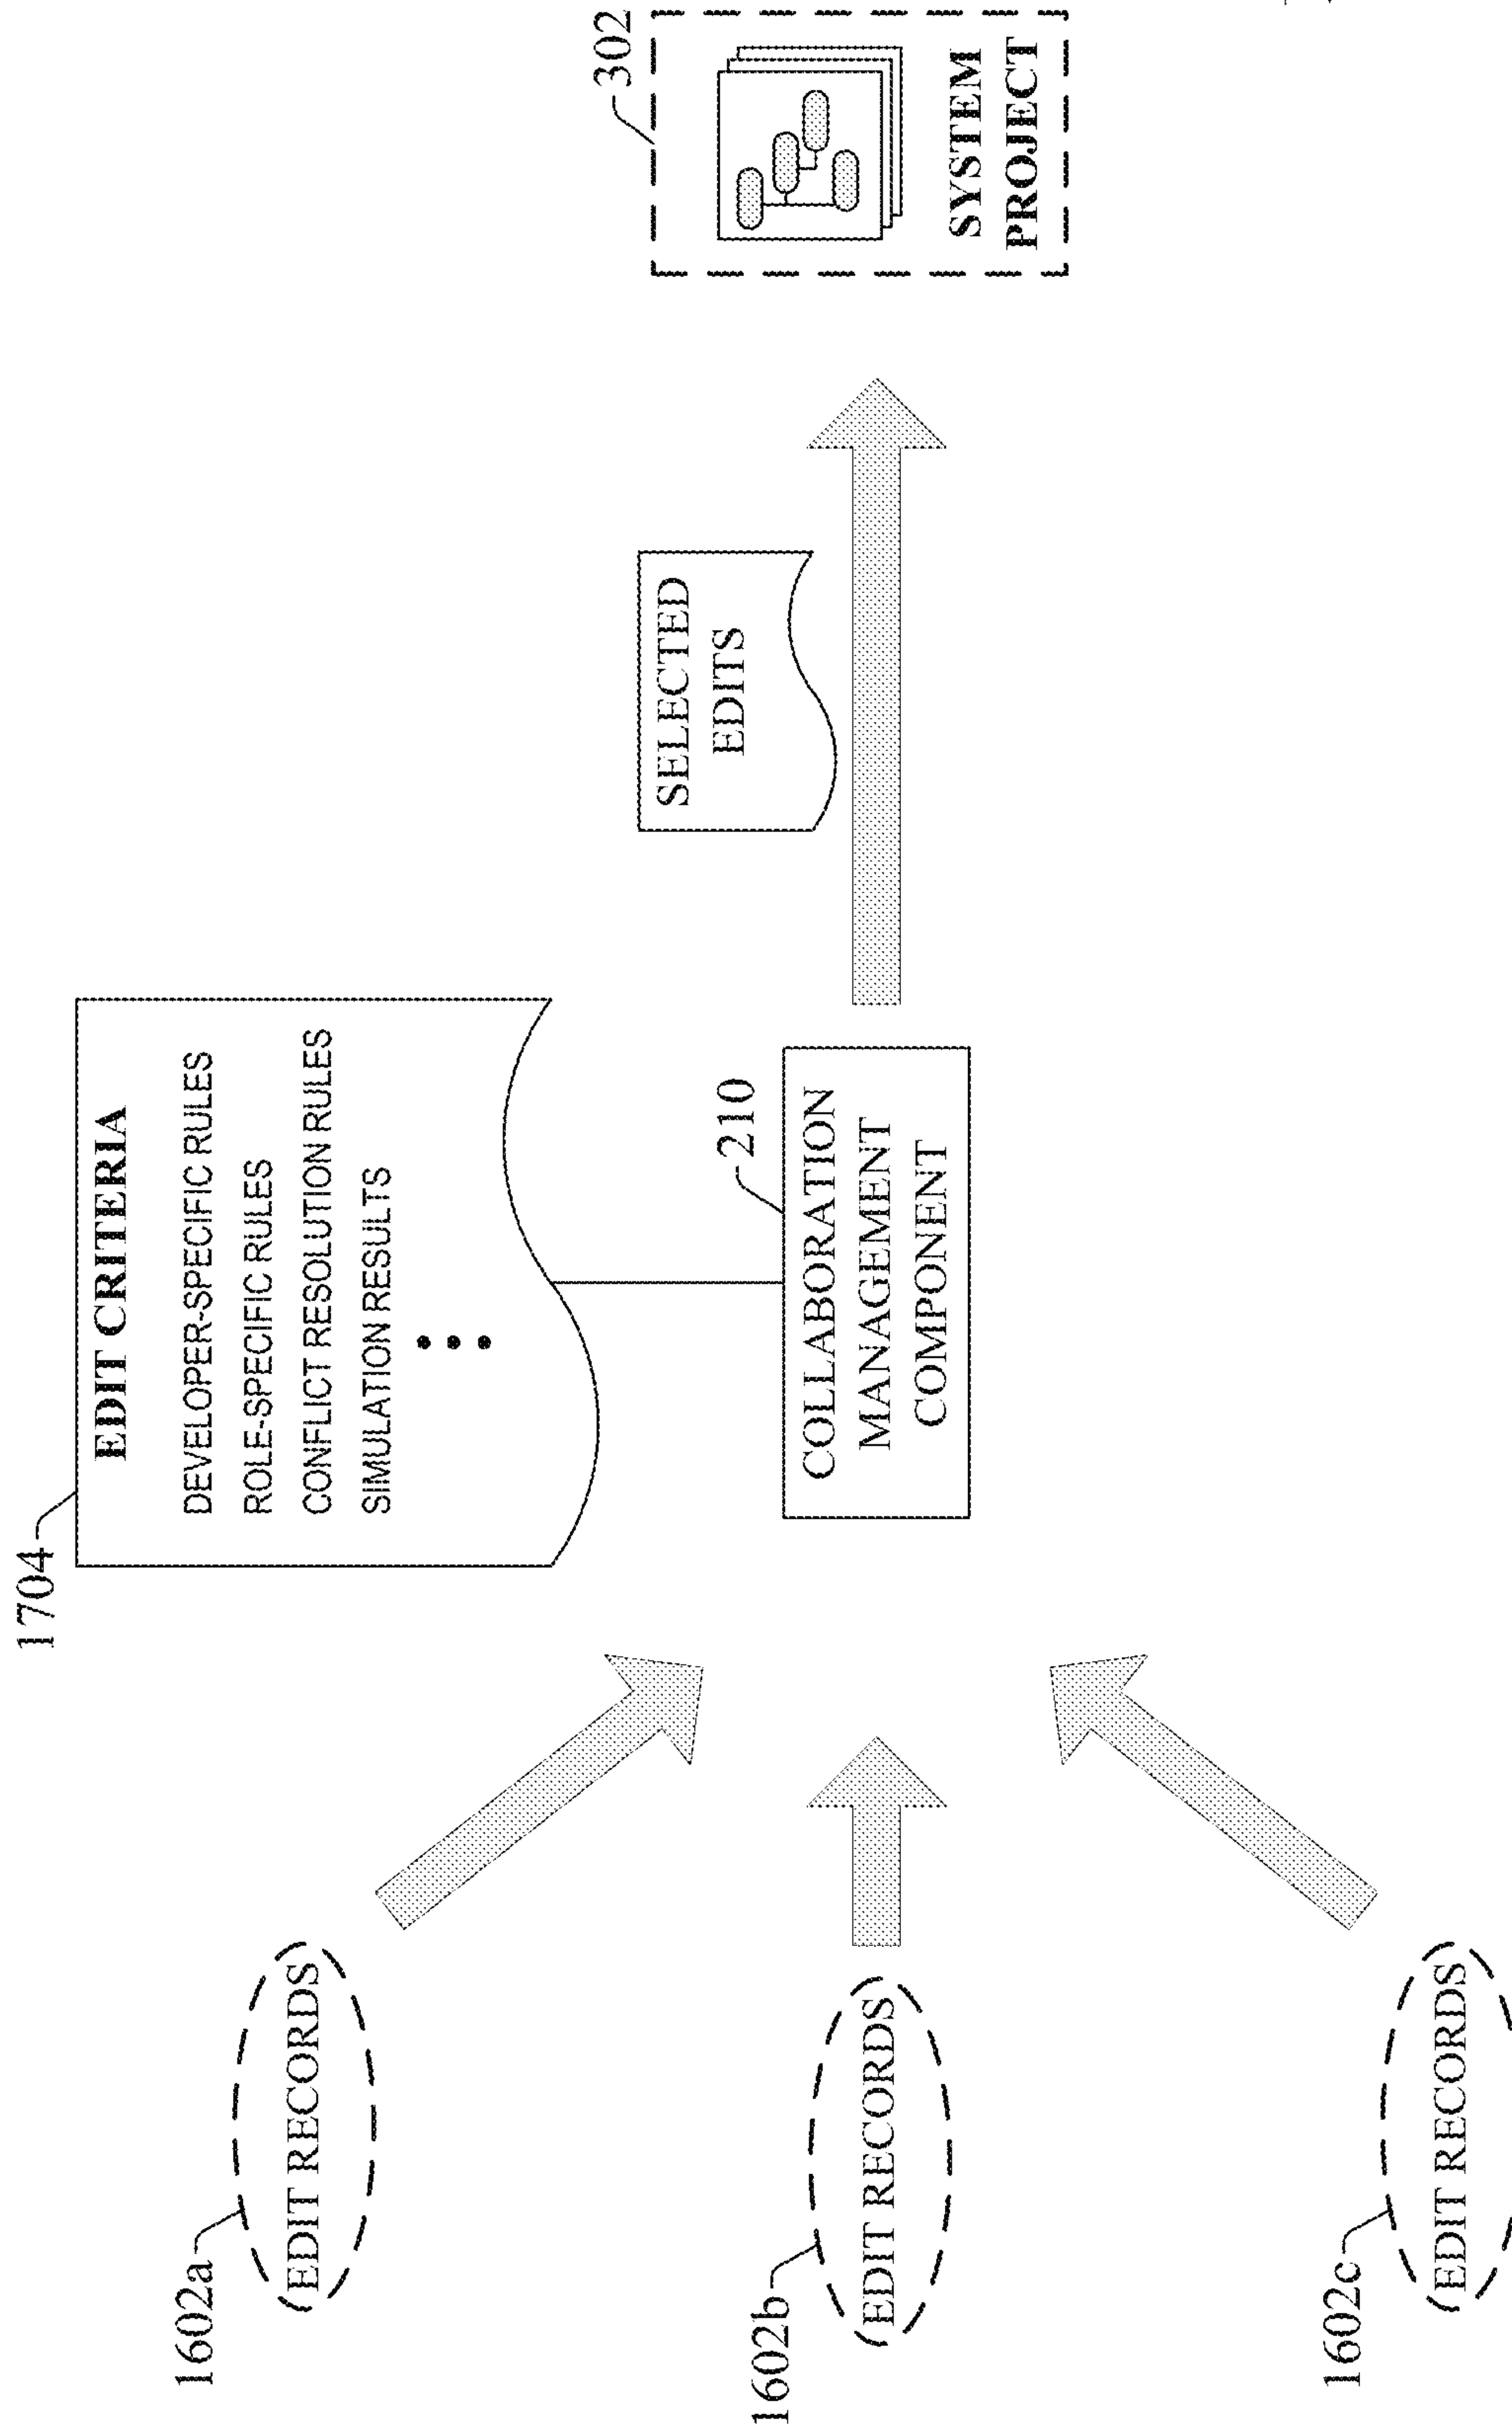 1704
EDIT CRITERIA
DEVELOPER-SPECIFIC RULES
ROLE-SPECIFIC RULES
CONFLICT RESOLUTION RULES
SIMULATION RESULTS
1602a
EDIT RECORDS
1602b
EDIT RECORDS
1602c
EDIT RECORDS
210
COLLABORATION
MANAGEMENT
COMPONENT
SELECTED
EDITS
302
SYSTEM
PROJECT